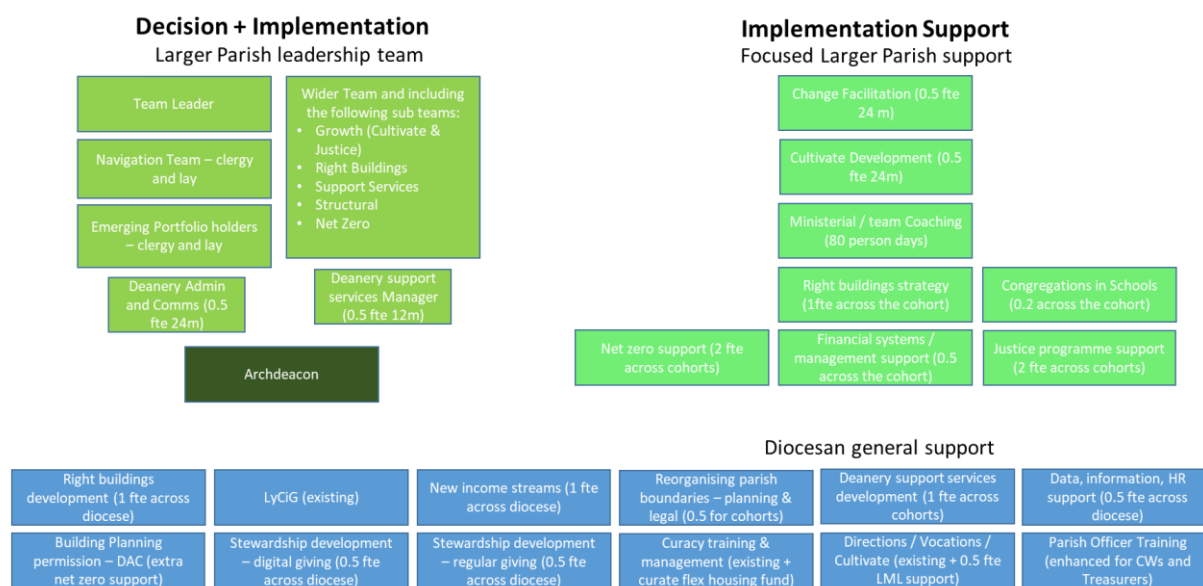 Decision + Implementation
Larger Parish leadership team
Team Leader
Navigation Team – clergy
and lay
Emerging Portfolio holders
– clergy and lay
Wider Team and including
the following sub teams:
• Growth (Cultivate &
Justice)
• Right Buildings
• Support Services
• Structural
• Net Zero
Deanery Admin
and Comms (0.5
fte 24m)
Deanery support
services Manager
(0.5 fte 12m)
Archdeacon
Implementation Support
Focused Larger Parish support
Change Facilitation (0.5 fte
24 m)
Cultivate Development (0.5
fte 24m)
Ministerial / team Coaching
(80 person days)
Right buildings strategy
(1fte across the cohort)
Congregations in Schools
(0.2 across the cohort)
Net zero support (2 fte
across cohorts)
Financial systems /
management support (0.5
across the cohort)
Justice programme support
(2 fte across cohorts)
Diocesan general support
Right buildings
development (1 fte across
diocese)
LyCiG (existing)
New income streams (1 fte
across diocese)
Reorganising parish
boundaries – planning &
legal (0.5 for cohorts)
Deanery support services
development (1 fte across
cohorts)
Data, information, HR
support (0.5 fte across
diocese)
Building Planning
permission – DAC (extra
net zero support)
Stewardship development
– digital giving (0.5 fte
across diocese)
Stewardship development
– regular giving (0.5 fte
across diocese)
Curacy training &
management (existing +
curate flex housing fund)
Directions / Vocations /
Cultivate (existing + 0.5 fte
LML support)
Parish Officer Training
(enhanced for CWs and
Treasurers)